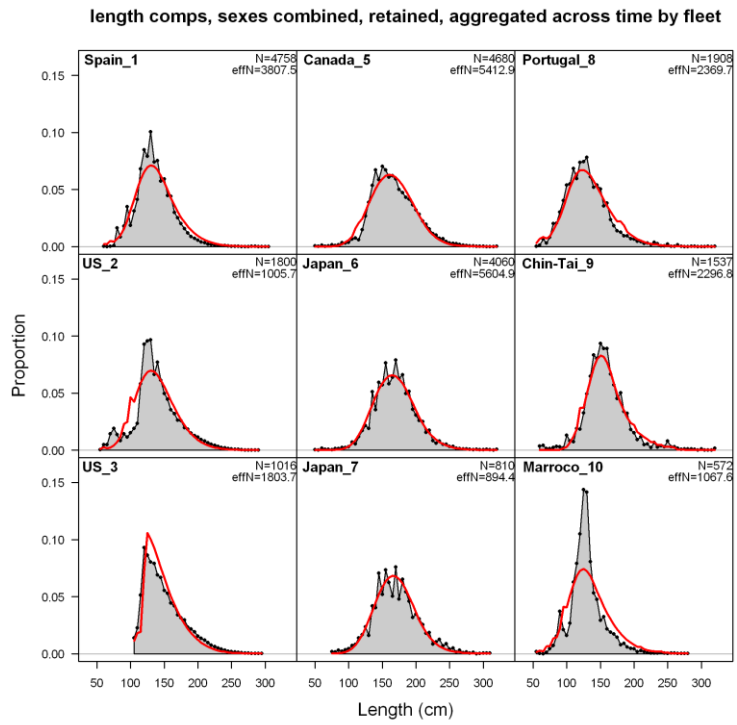 length comps, sexes combined, retained, aggregated across time by fleet
Spain_1
N=4758
effN=3807.5
Canada_5
N=4680
effN=5412.9
Portugal_8
N=1908
effN=2369.7
0.15
0.10
0.05
0.00
US_2
N=1800
effN=1005.7
Japan_6
N=4060
effN=5604.9
Chin-Tai_9
N=1537
effN=2296.8
0.15
0.10
0.05
0.00
Proportion
US_3
N=1016
effN=1803.7
Japan_7
N=810
effN=894.4
Marroco_10
N=572
effN=1067.6
0.15
0.10
0.05
0.00
50 100 150 200 250 300 50 100 150 200 250 300 50 100 150 200 250 300
Length (cm)